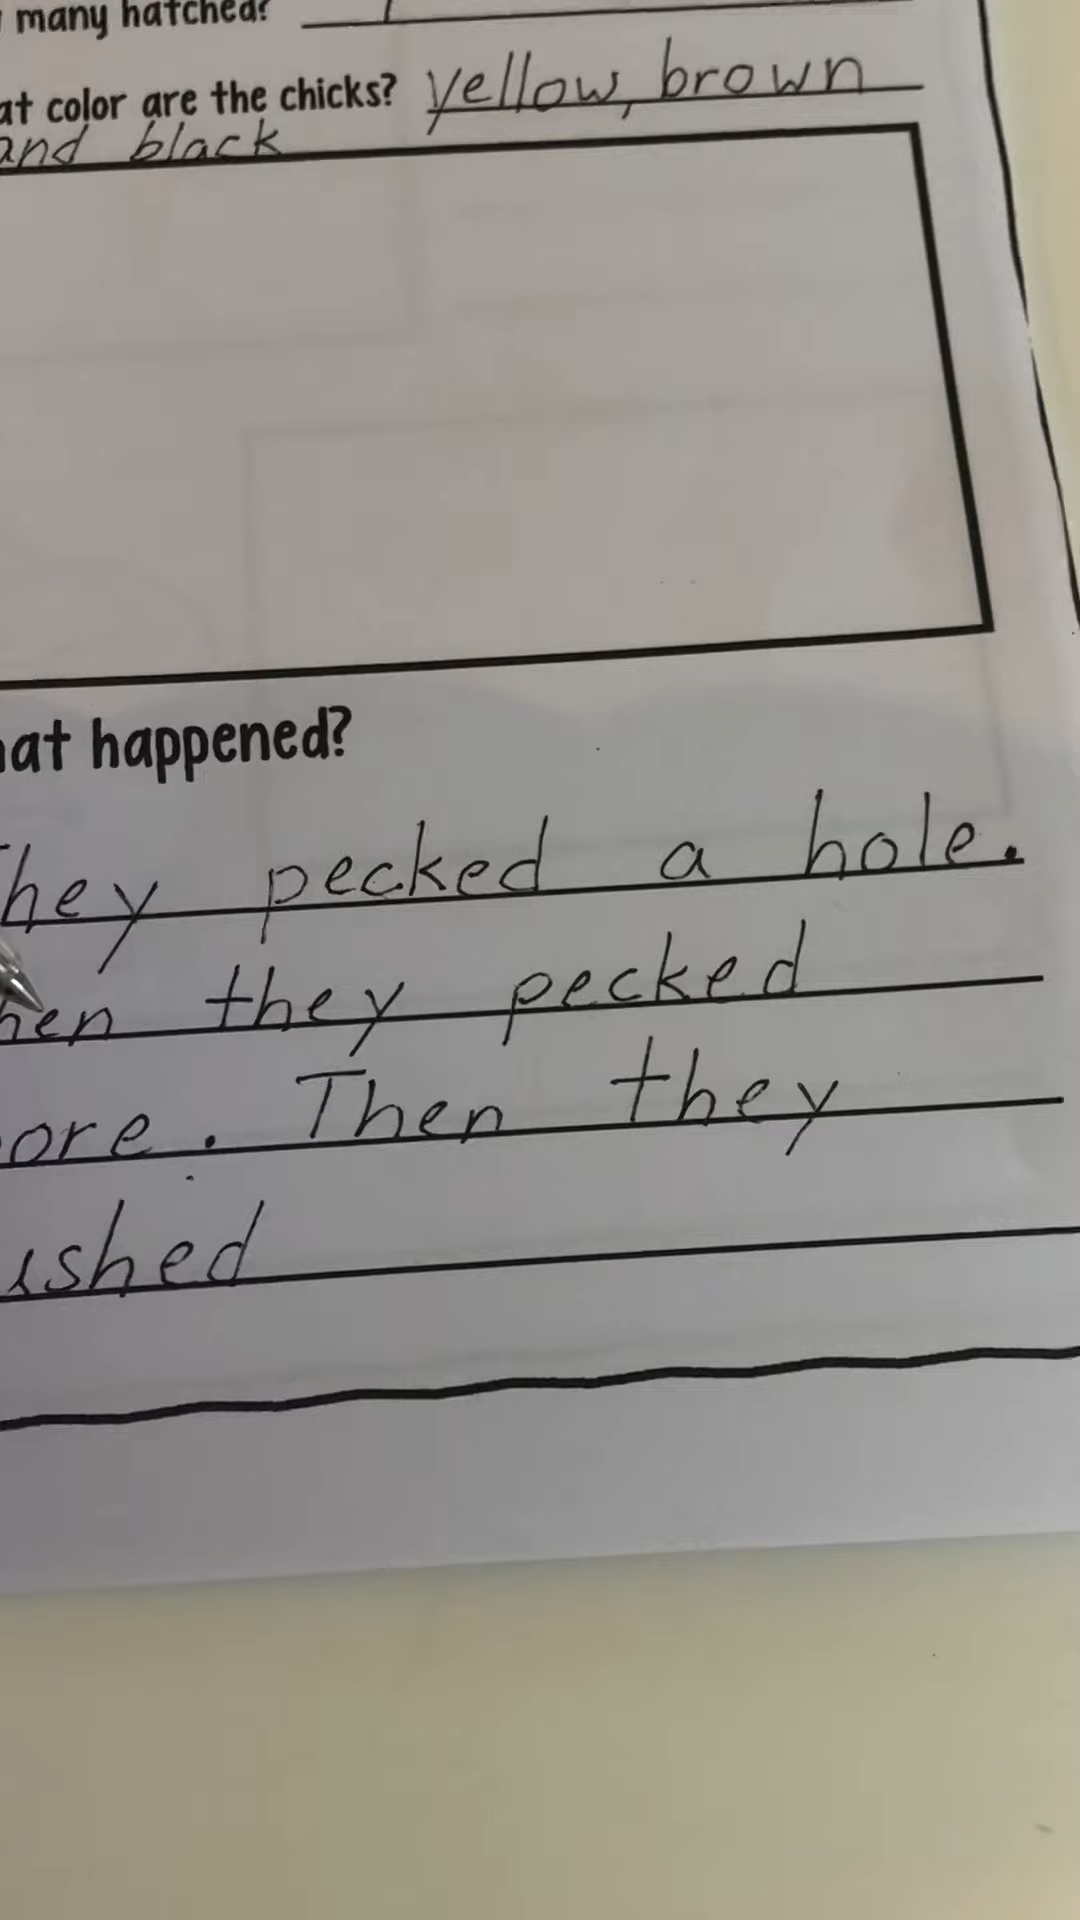 many hatched?
at color are the chicks? yellow, brown
and black
at happened?
hey pecked a hole.
hen they pecked
ore. Then they
shed